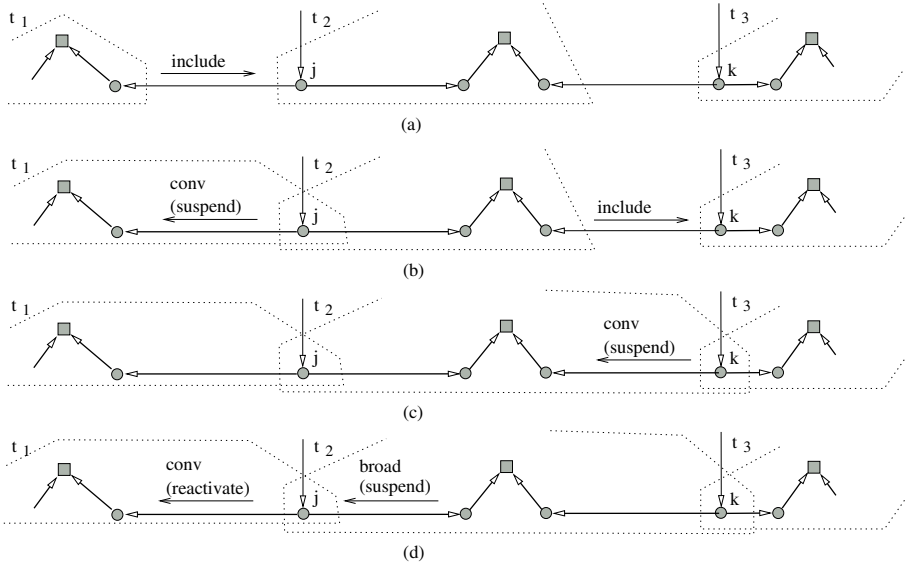 t 1
t 2
t 3
include
j
k
(a)
t 1
t 2
t 3
conv
(suspend)
include
j
k
(b)
t 1
t 2
t 3
conv
(suspend)
j
k
(c)
t 1
t 2
t 3
conv
(reactivate)
broad
(suspend)
j
k
(d)